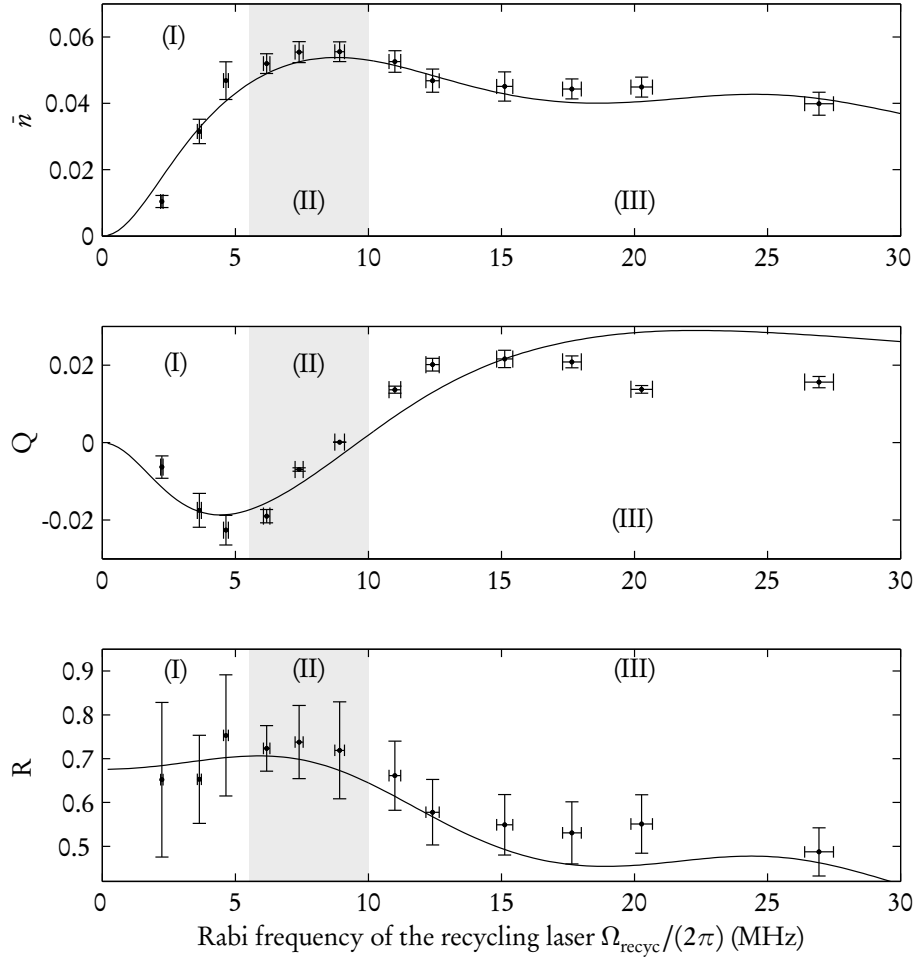 0.06
0.04
0.02
0
n̄
(I)
(II)
(III)
0 5 10 15 20 25 30
0.02
0
-0.02
Q
(I)
(II)
(III)
0 5 10 15 20 25 30
0.9
0.8
0.7
0.6
0.5
R
(I)
(II)
(III)
0 5 10 15 20 25 30
Rabi frequency of the recycling laser Ω_recyc/(2π) (MHz)